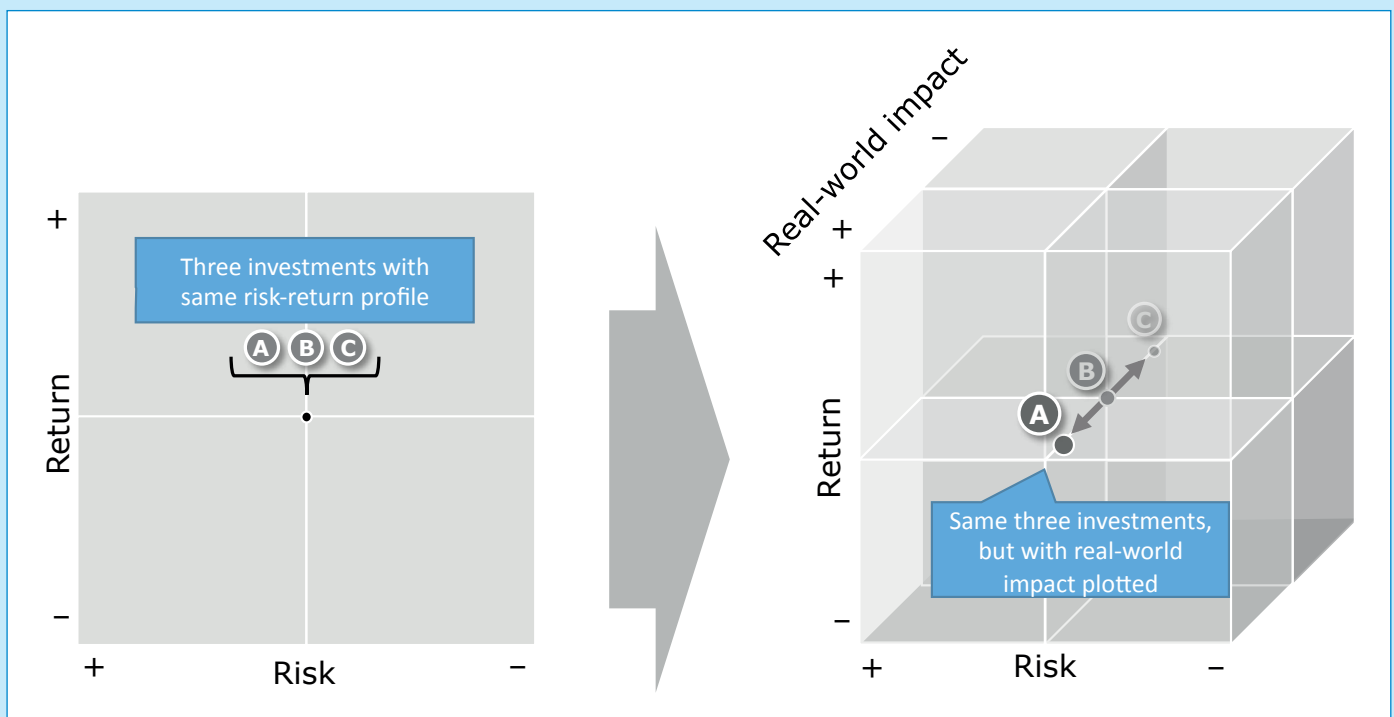 Real-world impact
–
+
+
+
Three investments with
same risk-return profile
A B C
C
B
A
Return
Return
Same three investments,
but with real-world
impact plotted
–
–
+ Risk –
+ Risk –